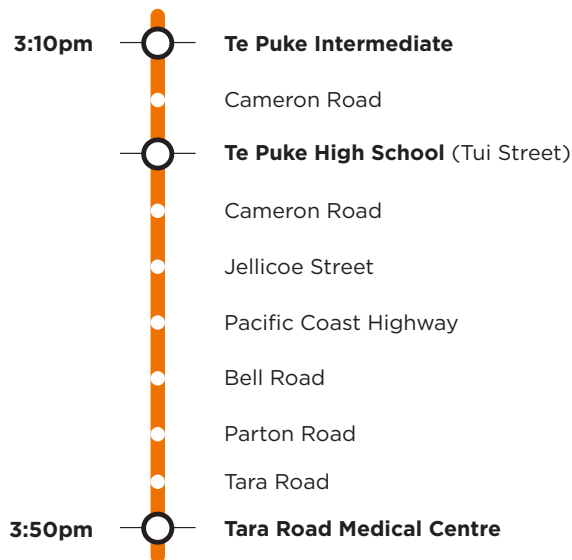 3:10pm Te Puke Intermediate
Cameron Road
Te Puke High School (Tui Street)
Cameron Road
Jellicoe Street
Pacific Coast Highway
Bell Road
Parton Road
Tara Road
3:50pm Tara Road Medical Centre